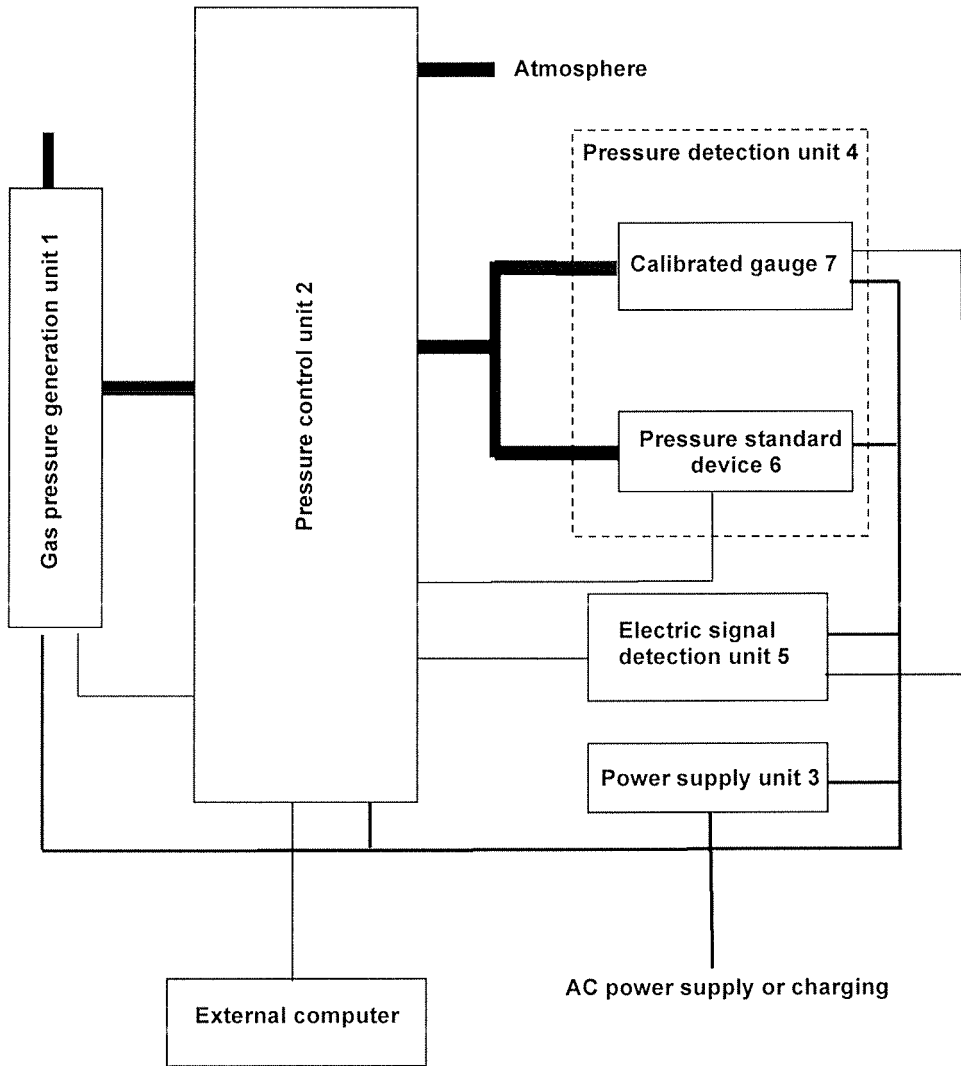 Atmosphere
Pressure detection unit 4
Gas pressure generation unit 1
Pressure control unit 2
Calibrated gauge 7
Pressure standard
device 6
Electric signal
detection unit 5
Power supply unit 3
AC power supply or charging
External computer